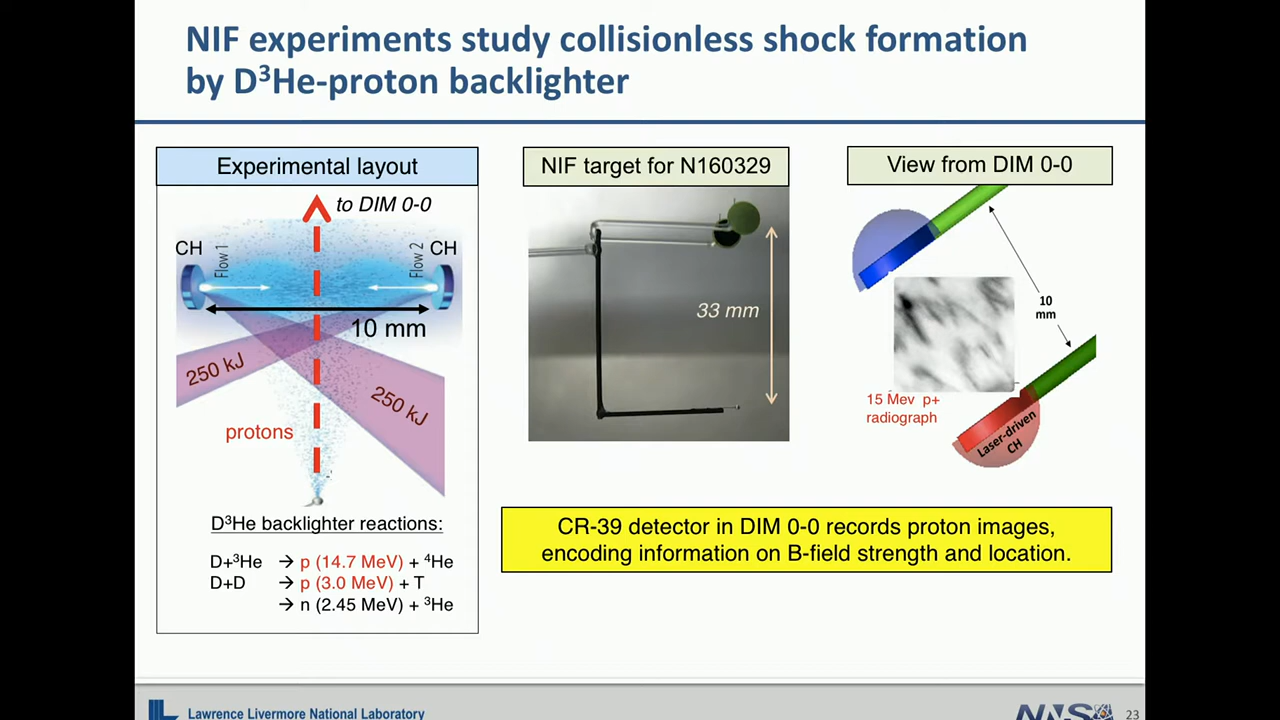 NIF experiments study collisionless shock formation
by D³He-proton backlighter
Experimental layout
to DIM 0-0
CH
Flow 1
Flow 2
CH
10 mm
250 kJ
250 kJ
protons
D³He backlighter reactions:
D+³He → p (14.7 MeV) + ⁴He
D+D → p (3.0 MeV) + T
→ n (2.45 MeV) + ³He
NIF target for N160329
33 mm
View from DIM 0-0
10
mm
15 Mev p+
radiograph
Laser-driven
CH
CR-39 detector in DIM 0-0 records proton images,
encoding information on B-field strength and location.
Lawrence Livermore National Laboratory
NNSA
23